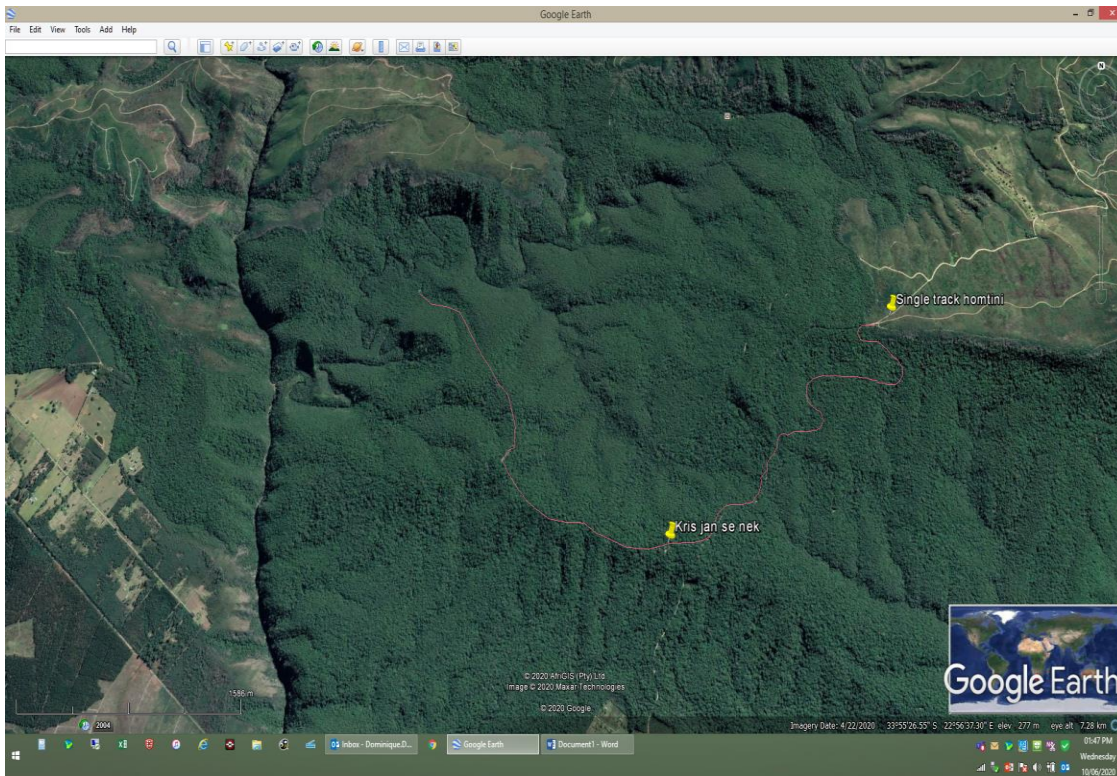 Google Earth
File Edit View Tools Add Help
N
Single track homtini
Kris jan se nek
1586 m
© 2020 AfriGIS (Pty) Ltd
Image © 2020 Maxar Technologies
© 2020 Google
Google Earth
2004
Imagery Date: 4/22/2020 33°55'26.55" S 22°56'37.30" E elev 277 m eye alt 7.28 km
Inbox - Dominique.D... Google Earth Document1 - Word
01:47 PM
Wednesday
10/06/2020